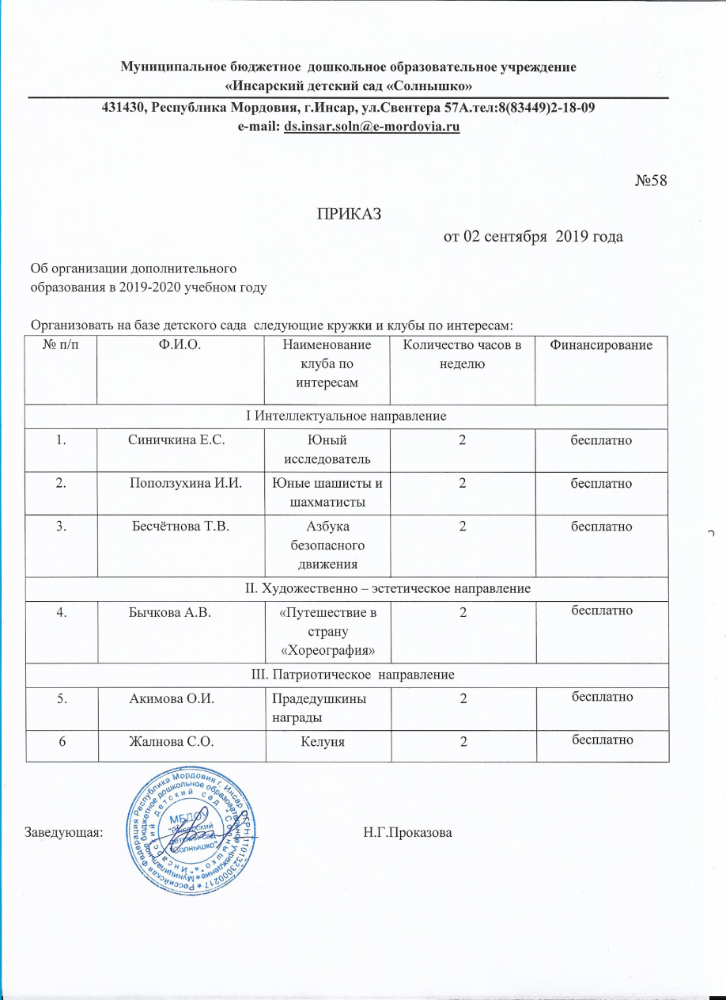 Муниципальное бюджетное дошкольное образовательное учреждение
«Инсарский детский сад «Солнышко»
431430, Республика Мордовия, г.Инсар, ул.Свентера 57А.тел:8(83449)2-18-09
e-mail: ds.insar.soln@e-mordovia.ru
№58
ПРИКАЗ
от 02 сентября 2019 года
Об организации дополнительного
образования в 2019-2020 учебном году
Организовать на базе детского сада следующие кружки и клубы по интересам:
№ п/п Ф.И.О. Наименование клуба по интересам Количество часов в неделю Финансирование
I Интеллектуальное направление
1. Синичкина Е.С. Юный исследователь 2 бесплатно
2. Поползухина И.И. Юные шашисты и шахматисты 2 бесплатно
3. Бесчётнова Т.В. Азбука безопасного движения 2 бесплатно
II. Художественно – эстетическое направление
4. Бычкова А.В. «Путешествие в страну «Хореография» 2 бесплатно
III. Патриотическое направление
5. Акимова О.И. Прадедушкины награды 2 бесплатно
6 Жалнова С.О. Келуня 2 бесплатно
Заведующая: Н.Г.Проказова
Российская Федерация Республика Мордовия г. Инсар ОГРН
Муниципальное бюджетное дошкольное образовательное учреждение
"Инсарский детский сад "Солнышко"
МБДОУ
"Инсарский
детский сад
"Солнышко"